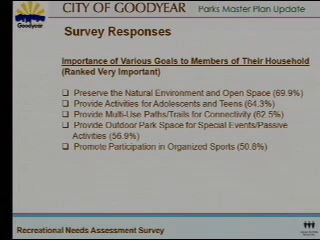 CITY OF GOODYEAR Parks Master Plan Update
Goodyear
Survey Responses
Importance of Various Goals to Members of Their Household
(Ranked Very Important)
❑ Preserve the Natural Environment and Open Space (69.9%)
❑ Provide Activities for Adolescents and Teens (64.3%)
❑ Provide Multi-Use Paths/Trails for Connectivity (62.5%)
❑ Provide Outdoor Park Space for Special Events/Passive
Activities (56.9%)
❑ Promote Participation in Organized Sports (50.8%)
Recreational Needs Assessment Survey